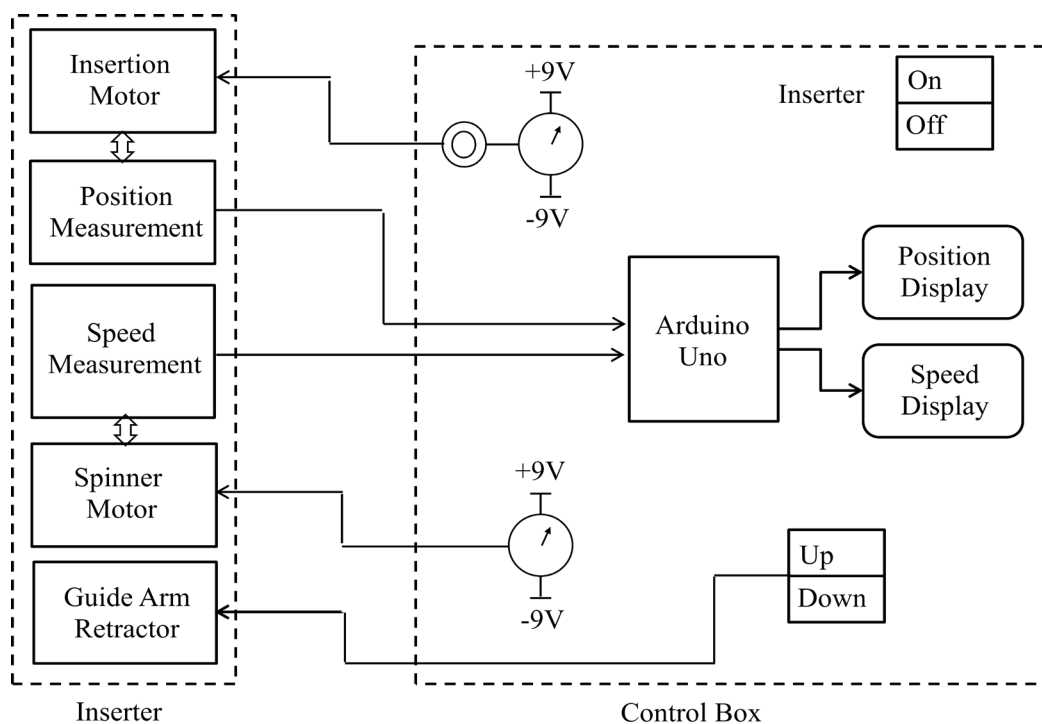 Insertion
Motor
Position
Measurement
Speed
Measurement
Spinner
Motor
Guide Arm
Retractor
Inserter
+9V
-9V
Inserter
On
Off
Arduino
Uno
Position
Display
Speed
Display
+9V
-9V
Up
Down
Control Box